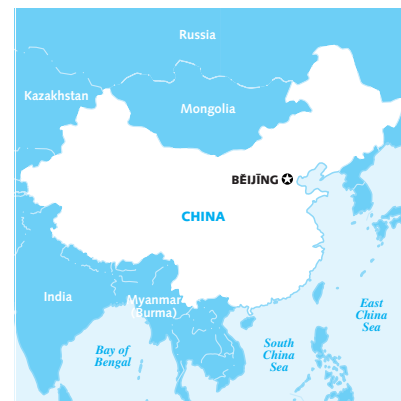 Russia
Kazakhstan
Mongolia
BĚIJĪNG
CHINA
India
Myanmar
(Burma)
East
China
Sea
South
China
Sea
Bay of
Bengal